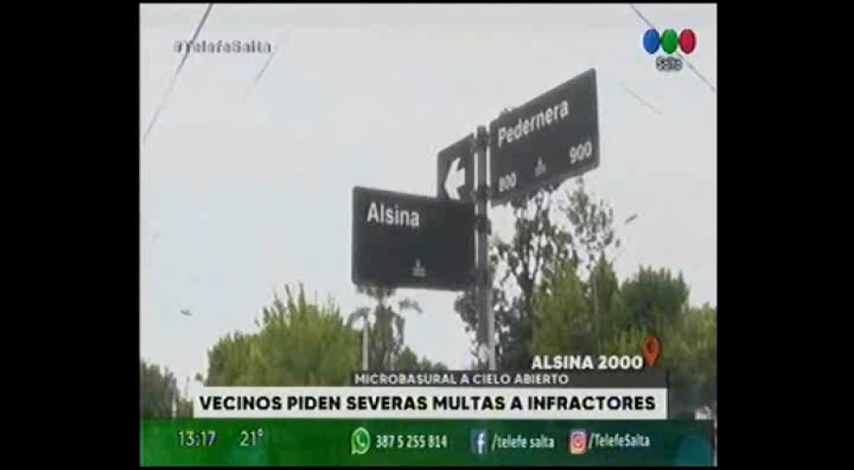 #TelefeSalta
Salta
Pedernera
800 900
Alsina
ALSINA 2000
MICROBASURAL A CIELO ABIERTO
VECINOS PIDEN SEVERAS MULTAS A INFRACTORES
13:17 21° 387 5 255 814 /telefe salta /TelefeSalta